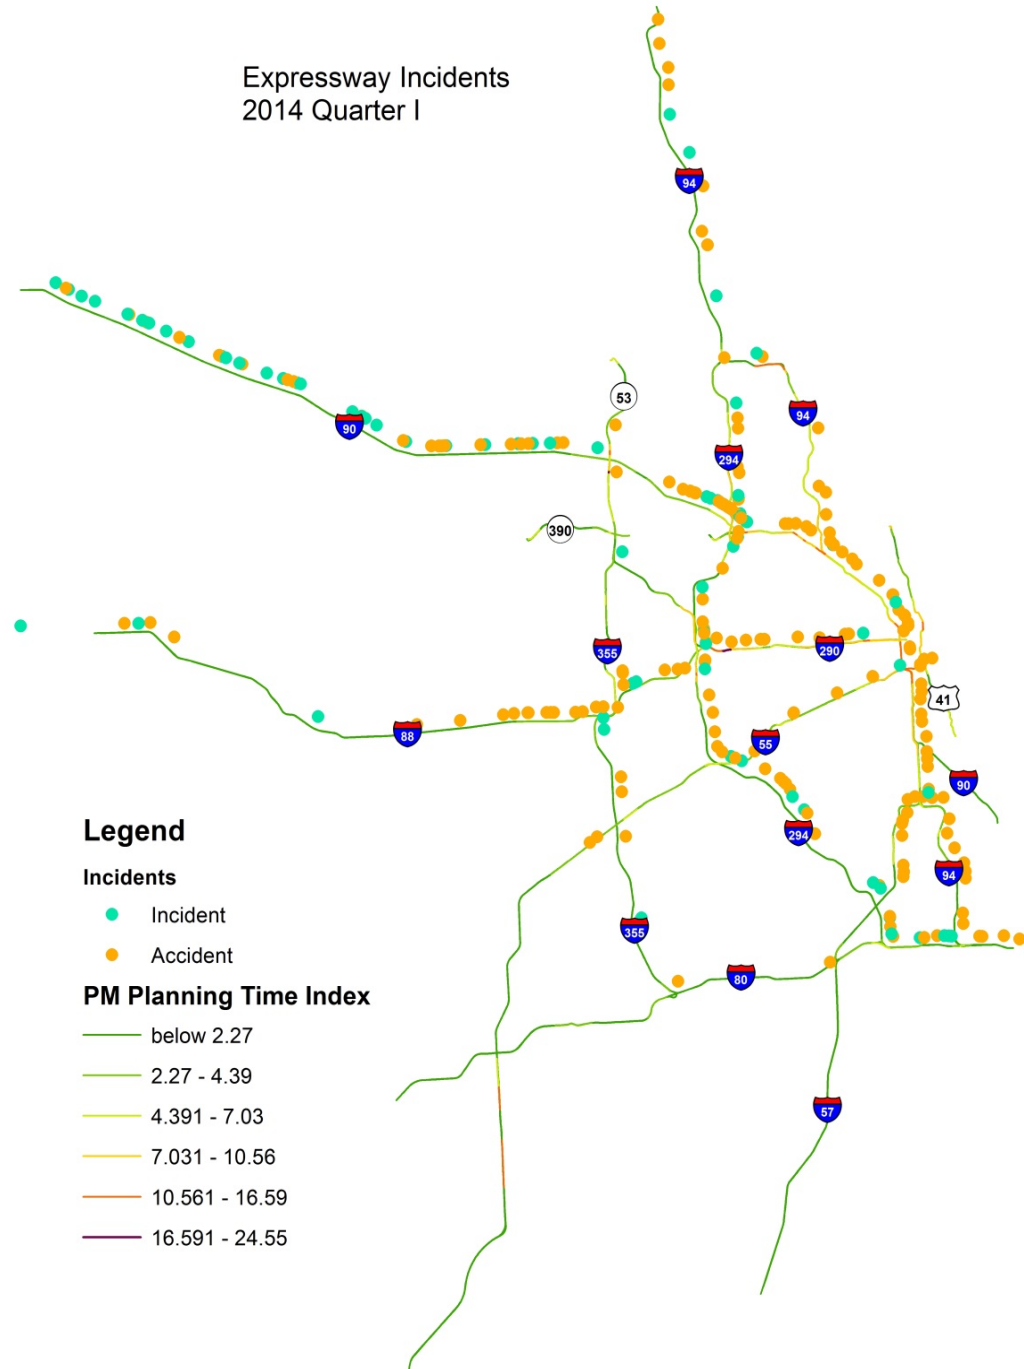 Expressway Incidents
2014 Quarter I
94
53
94
90
294
390
355
290
41
88
55
90
294
94
355
80
57
Legend
Incidents
Incident
Accident
PM Planning Time Index
below 2.27
2.27 - 4.39
4.391 - 7.03
7.031 - 10.56
10.561 - 16.59
16.591 - 24.55